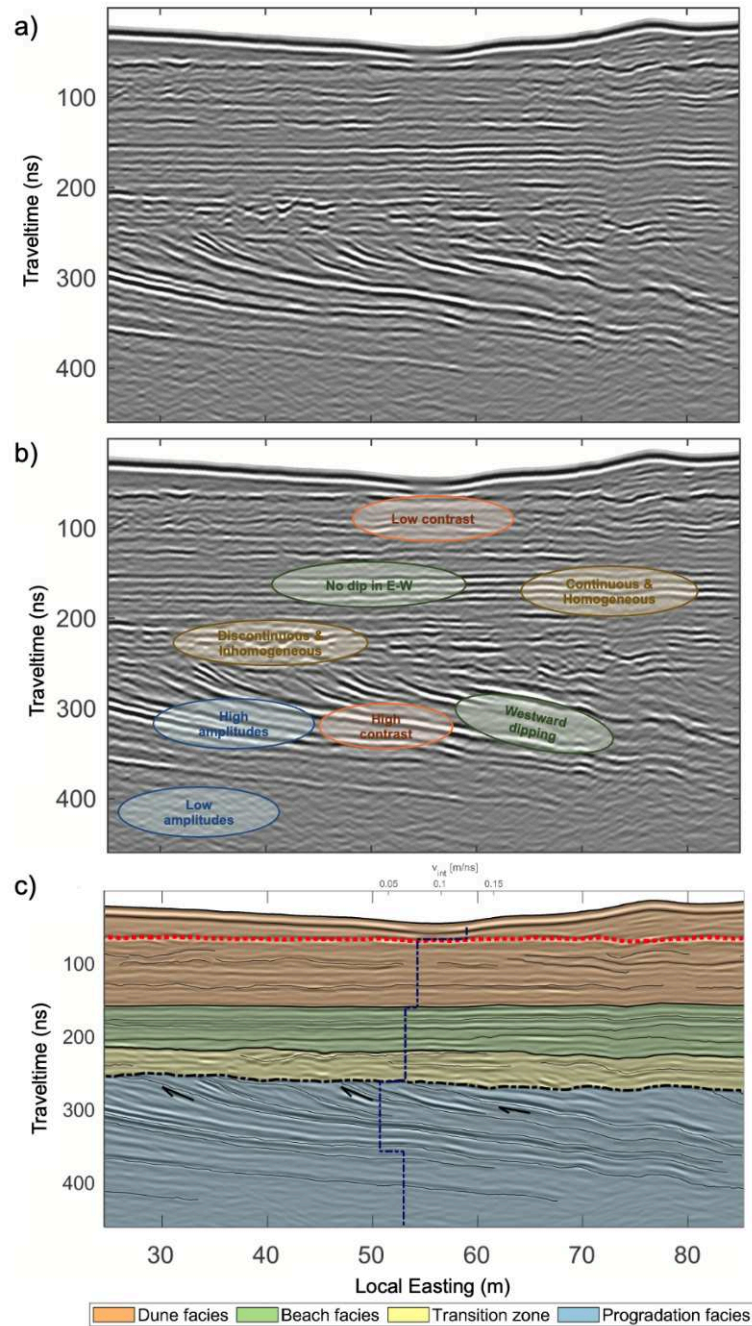 a)
100
200
300
400
Traveltime (ns)
b)
100
200
300
400
Traveltime (ns)
Low contrast
No dip in E-W
Continuous &
Homogeneous
Discontinuous &
Inhomogeneous
High
amplitudes
High
contrast
Westward
dipping
Low
amplitudes
c)
v_int [m/ns]
0.05 0.1 0.15
100
200
300
400
Traveltime (ns)
30 40 50 60 70 80
Local Easting (m)
Dune facies Beach facies Transition zone Progradation facies